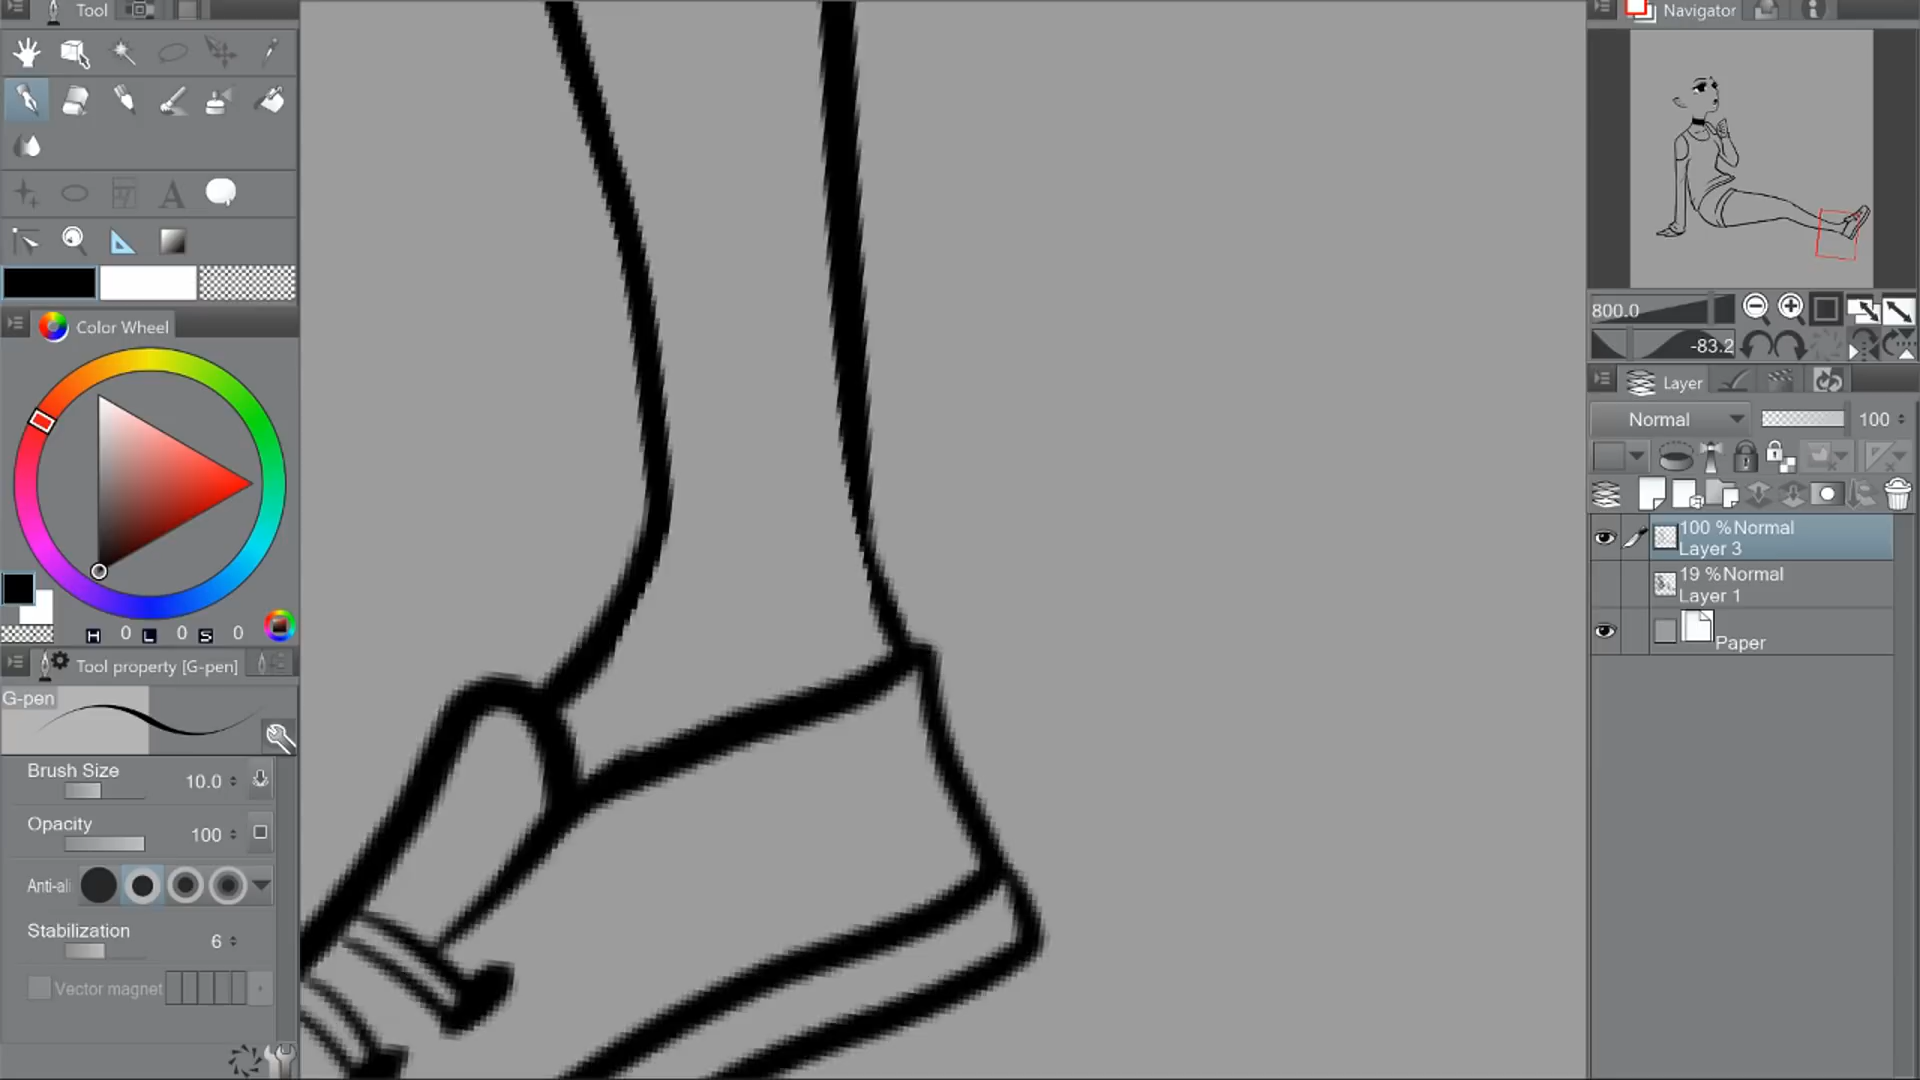 Tool
Navigator
A
800.0
-83.2
Color Wheel
Layer
Normal
100
100 %Normal
Layer 3
19 %Normal
Layer 1
Paper
H 0 L 0 S 0
Tool property [G-pen]
G-pen
Brush Size
10.0
Opacity
100
Anti-ali
Stabilization
6
Vector magnet